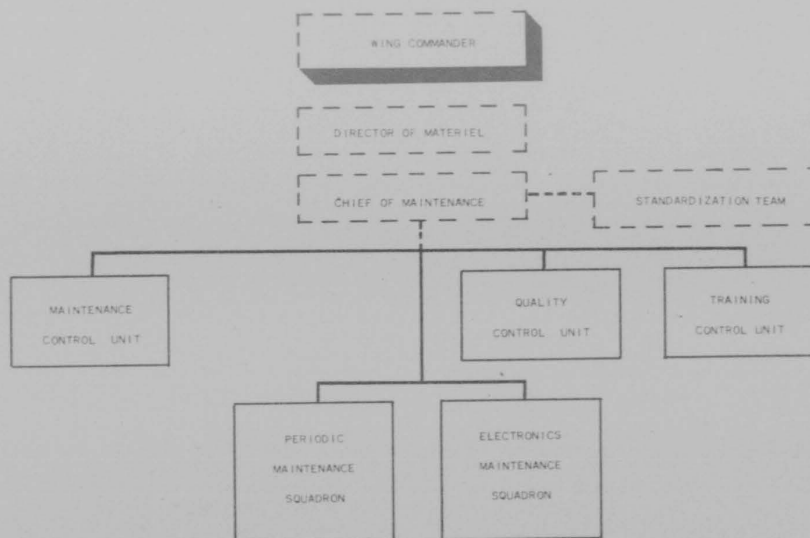 WING COMMANDER
DIRECTOR OF MATERIEL
CHIEF OF MAINTENANCE
STANDARDIZATION TEAM
MAINTENANCE
CONTROL UNIT
QUALITY
CONTROL UNIT
TRAINING
CONTROL UNIT
PERIODIC
MAINTENANCE
SQUADRON
ELECTRONICS
MAINTENANCE
SQUADRON